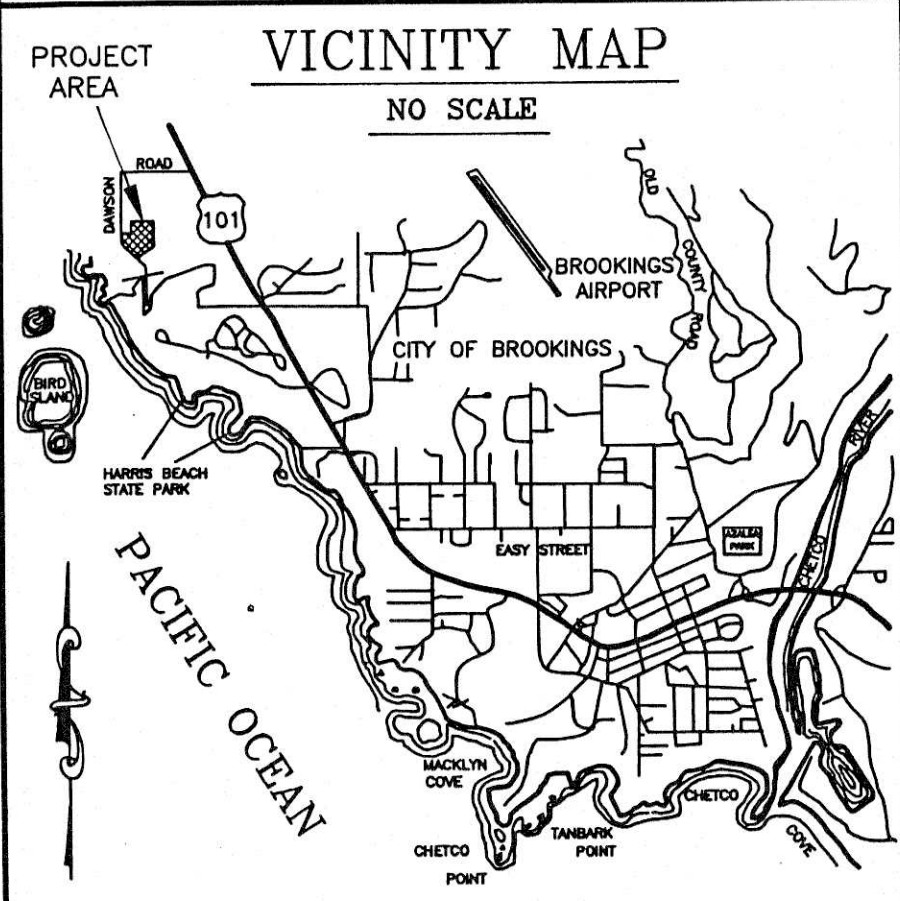 VICINITY MAP
NO SCALE
PROJECT
AREA
ROAD
DAWSON
101
OLD
COUNTY
ROAD
BROOKINGS
AIRPORT
CITY OF BROOKINGS
BIRD
ISLAND
HARRIS BEACH
STATE PARK
RIVER
CHETCO
AZALEA
PARK
EASY STREET
PACIFIC OCEAN
MACKLYN
COVE
CHETCO
COVE
TANBARK
POINT
CHETCO
POINT